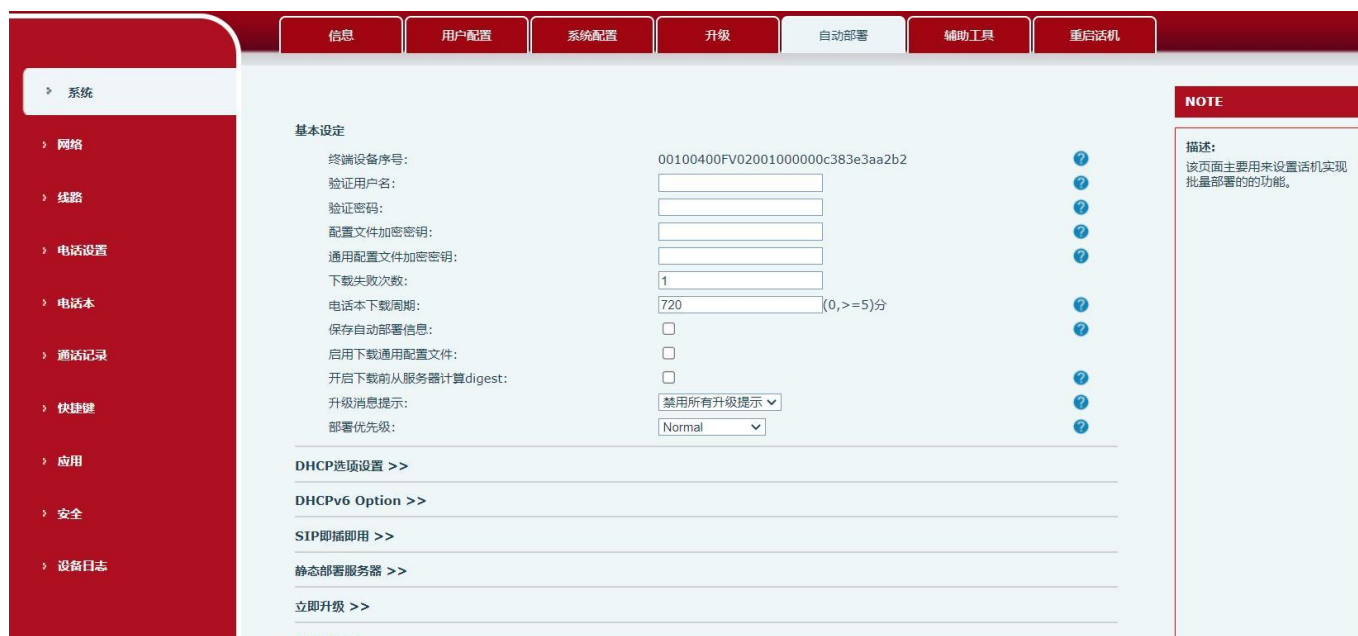 信息 用户配置 系统配置 升级 自动部署 辅助工具 重启话机
系统
网络
线路
电话设置
电话本
通话记录
快捷键
应用
安全
设备日志
基本设定
终端设备序号: 00100400FV02001000000c383e3aa2b2
验证用户名:
验证密码:
配置文件加密密钥:
通用配置文件加密密钥:
下载失败次数: 1
电话本下载周期: 720 (0,>=5)分
保存自动部署信息:
启用下载通用配置文件:
开启下载前从服务器计算digest:
升级消息提示: 禁用所有升级提示
部署优先级: Normal
DHCP选项设置 >>
DHCPv6 Option >>
SIP即插即用 >>
静态部署服务器 >>
立即升级 >>
NOTE
描述:
该页面主要用来设置话机实现
批量部署的的功能。